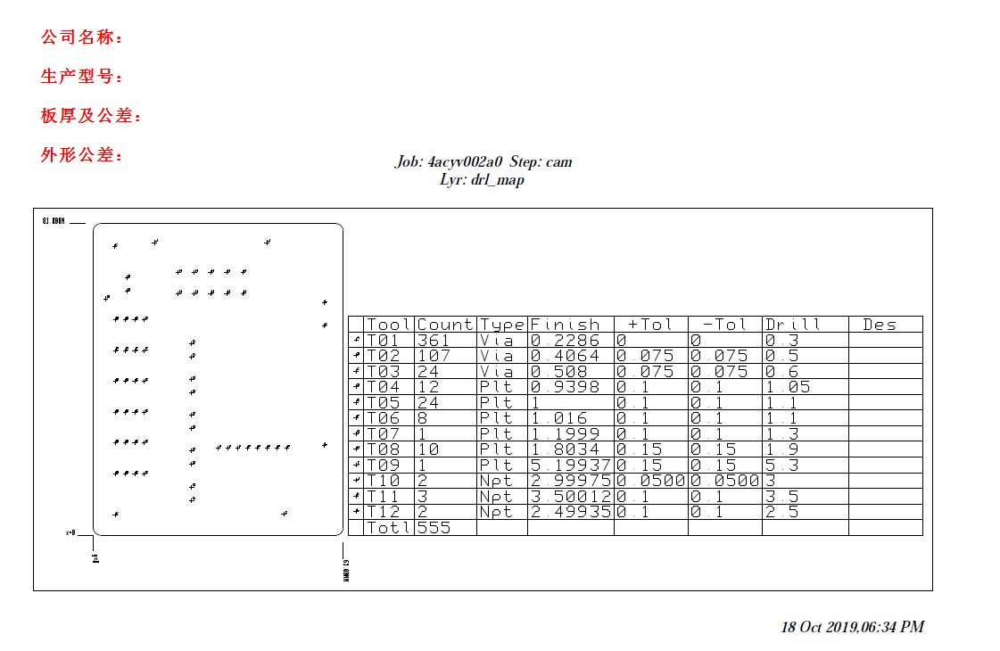 公司名称：
生产型号：
板厚及公差：
外形公差：
Job: 4acyv002a0 Step: cam
Lyr: drl_map
Tool Count Type Finish +Tol -Tol Drill Des
T01 361 Via 0.2286 0 0 0.3
T02 107 Via 0.4064 0.075 0.075 0.5
T03 24 Via 0.508 0.075 0.075 0.6
T04 12 Plt 0.9398 0.1 0.1 1.05
T05 24 Plt 1 0.1 0.1 1.1
T06 8 Plt 1.016 0.1 0.1 1.1
T07 1 Plt 1.1999 0.1 0.1 1.3
T08 10 Plt 1.8034 0.15 0.15 1.9
T09 1 Plt 5.19937 0.15 0.15 5.3
T10 2 Npt 2.99975 0.0500 0.0500 3
T11 3 Npt 3.50012 0.1 0.1 3.5
T12 2 Npt 2.49935 0.1 0.1 2.5
Totl 555
18 Oct 2019,06:34 PM